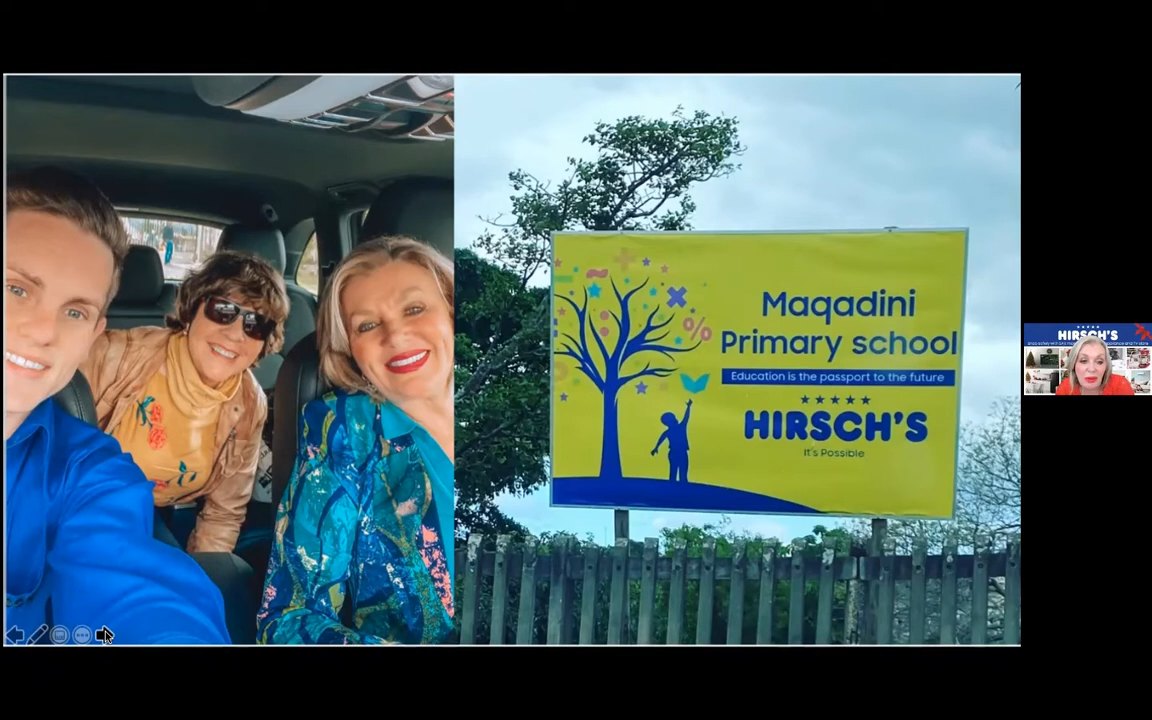 Maqadini
Primary school
Education is the passport to the future
HIRSCH'S
It's Possible
HIRSCH'S